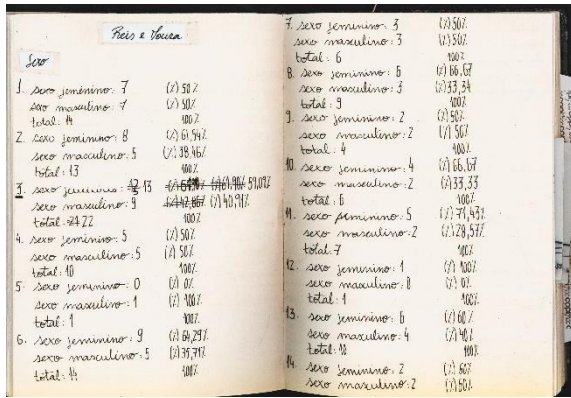 Reis e Souza
Sexo
1. sexo feminino: 7 (%) 50%
sexo masculino: 7 (%) 50%
total: 14 100%
2. sexo feminino: 8 (%) 61,54%
sexo masculino: 5 (%) 38,46%
total: 13 100%
3. sexo feminino: 13 59,09%
sexo masculino: 9 (%) 40,91%
total: 22 100%
4. sexo feminino: 5 (%) 50%
sexo masculino: 5 (%) 50%
total: 10 100%
5. sexo feminino: 0 (%) 0%
sexo masculino: 1 (%) 100%
total: 1 100%
6. sexo feminino: 9 (%) 64,29%
sexo masculino: 5 (%) 35,71%
total: 14 100%
7. sexo feminino: 3 (%) 50%
sexo masculino: 3 (%) 50%
total: 6 100%
8. sexo feminino: 6 (%) 66,67
sexo masculino: 3 (%) 33,34
total: 9 100%
9. sexo feminino: 2 (%) 50%
sexo masculino: 2 (%) 50%
total: 4 100%
10. sexo feminino: 4 (%) 66,67
sexo masculino: 2 (%) 33,33
total: 6 100%
11. sexo feminino: 5 (%) 71,43%
sexo masculino: 2 (%) 28,57%
total: 7 100%
12. sexo feminino: 1 (%) 100%
sexo masculino: 0 (%) 0%
total: 1 100%
13. sexo feminino: 6 (%) 60%
sexo masculino: 4 (%) 40%
total: 10 100%
14. sexo feminino: 2 (%) 50%
sexo masculino: 2 (%) 50%